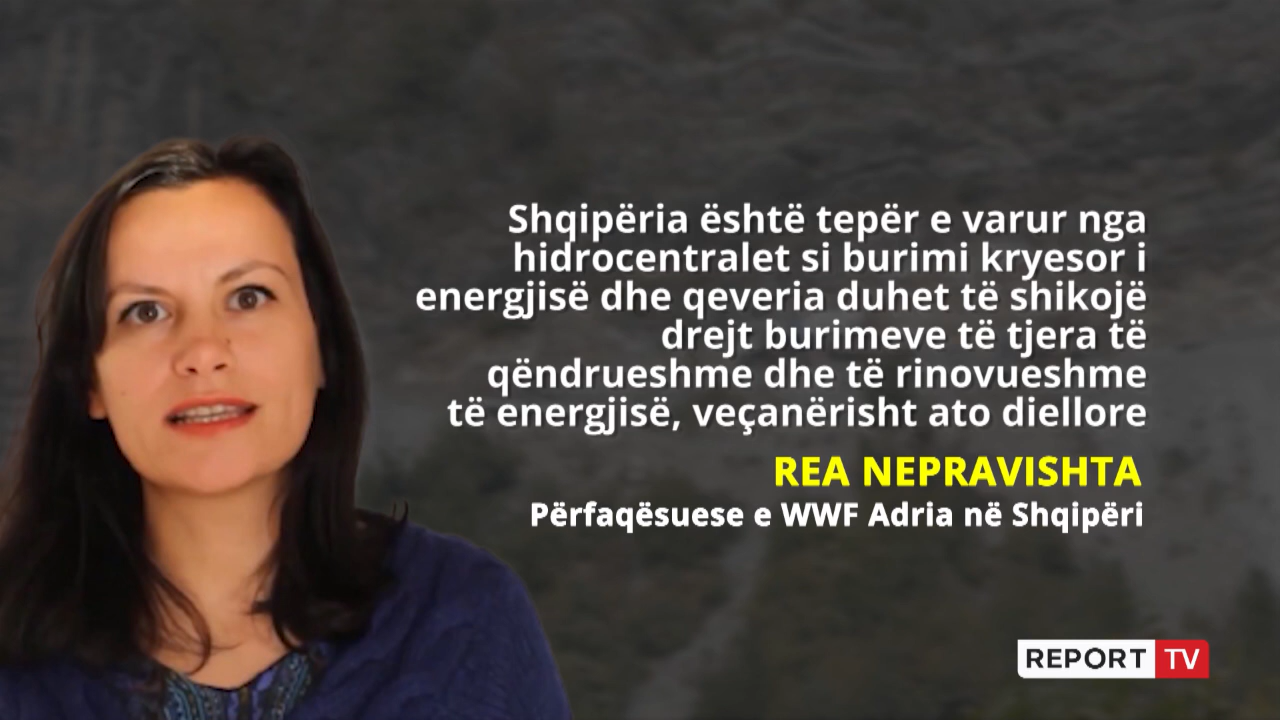 Shqipëria është tepër e varur nga
hidrocentralet si burimi kryesor i
energjisë dhe qeveria duhet të shikojë
drejt burimeve të tjera të
qëndrueshme dhe të rinovueshme
të energjisë, veçanërisht ato diellore
REA NEPRAVISHTA
Përfaqësuese e WWF Adria në Shqipëri
REPORT TV